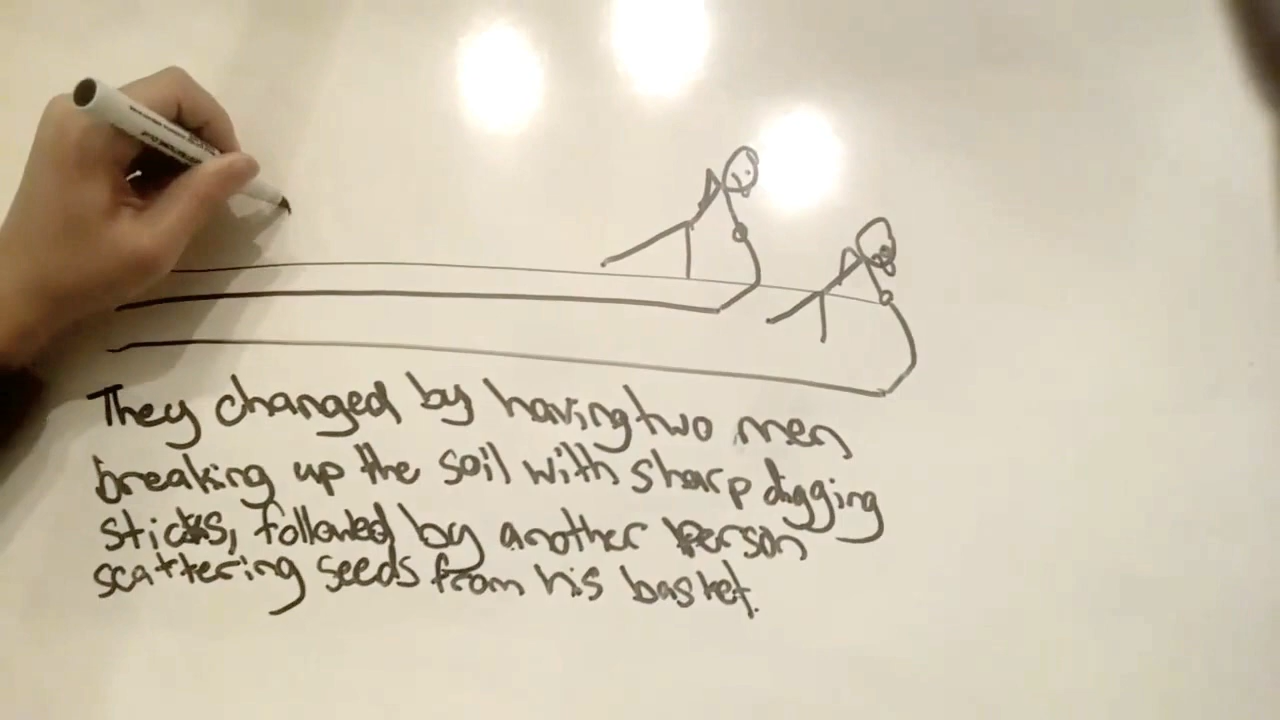 They changed by having two men
breaking up the soil with sharp digging
sticks, followed by another person
scattering seeds from his basket.